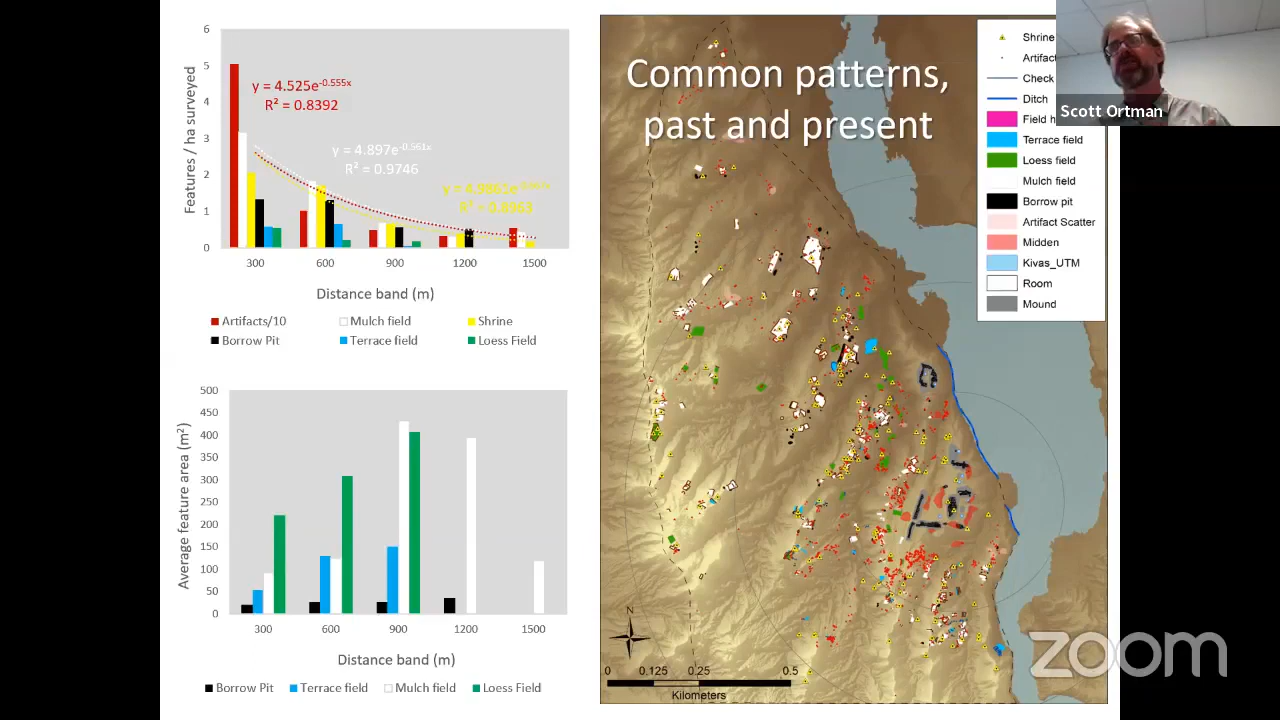 Common patterns,
past and present
6
5
4
3
2
1
0
Features / ha surveyed
y = 4.525e-0.555x
R² = 0.8392
y = 4.897e-0.561x
R² = 0.9746
R² = 0.8963
300 600 900 1200 1500
Distance band (m)
Artifacts/10 Mulch field Shrine
Borrow Pit Terrace field Loess Field
500
450
400
350
300
250
200
150
100
50
0
Average feature area (m²)
300 600 900 1200 1500
Distance band (m)
Borrow Pit Terrace field Mulch field Loess Field
Shrine
Artifact
Check
Ditch
Field h
Terrace field
Loess field
Mulch field
Borrow pit
Artifact Scatter
Midden
Kivas_UTM
Room
Mound
Scott Ortman
N
0 0.125 0.25 0.5
Kilometers
zoom